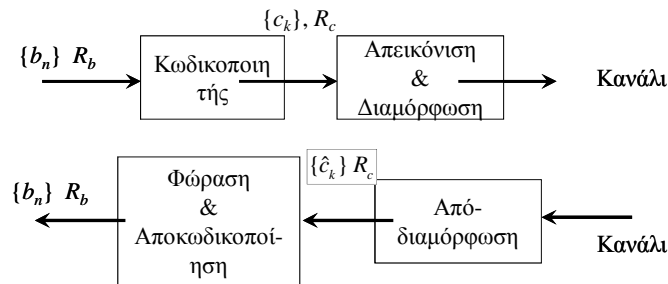 {c_k}, R_c
{b_n} R_b
Κωδικοποιη
τής
Απεικόνιση
&
Διαμόρφωση
Κανάλι
{b_n} R_b
Φώραση
&
Αποκωδικοποί-
ηση
{ĉ_k} R_c
Από-
διαμόρφωση
Κανάλι